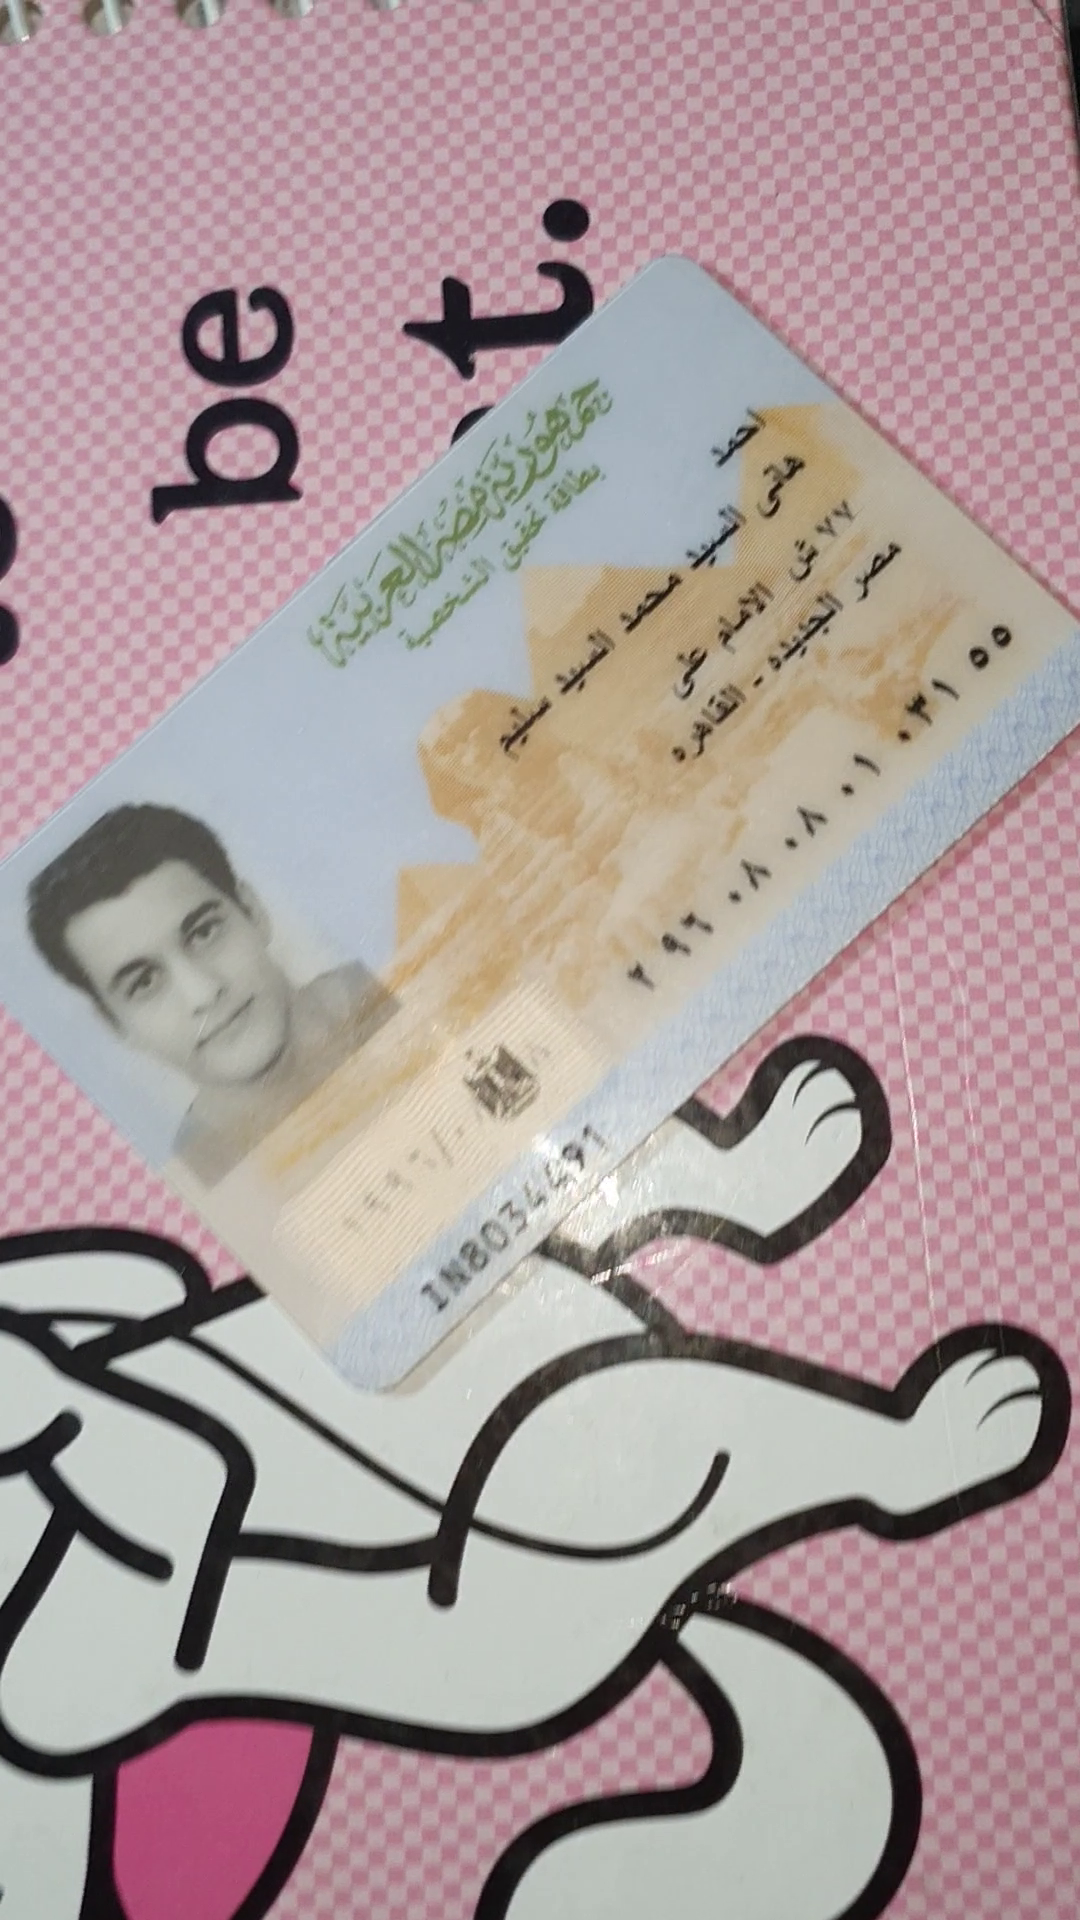 be
t.
جمهورية مصر العربية
بطاقة تحقيق الشخصية
احمد
هانى السيد محمد السيد سليم
٧٧ ش الامام على
مصر الجديده - القاهره
٢٩٦٠٨٠٨٠١٠٣١٥٥
IN8034491